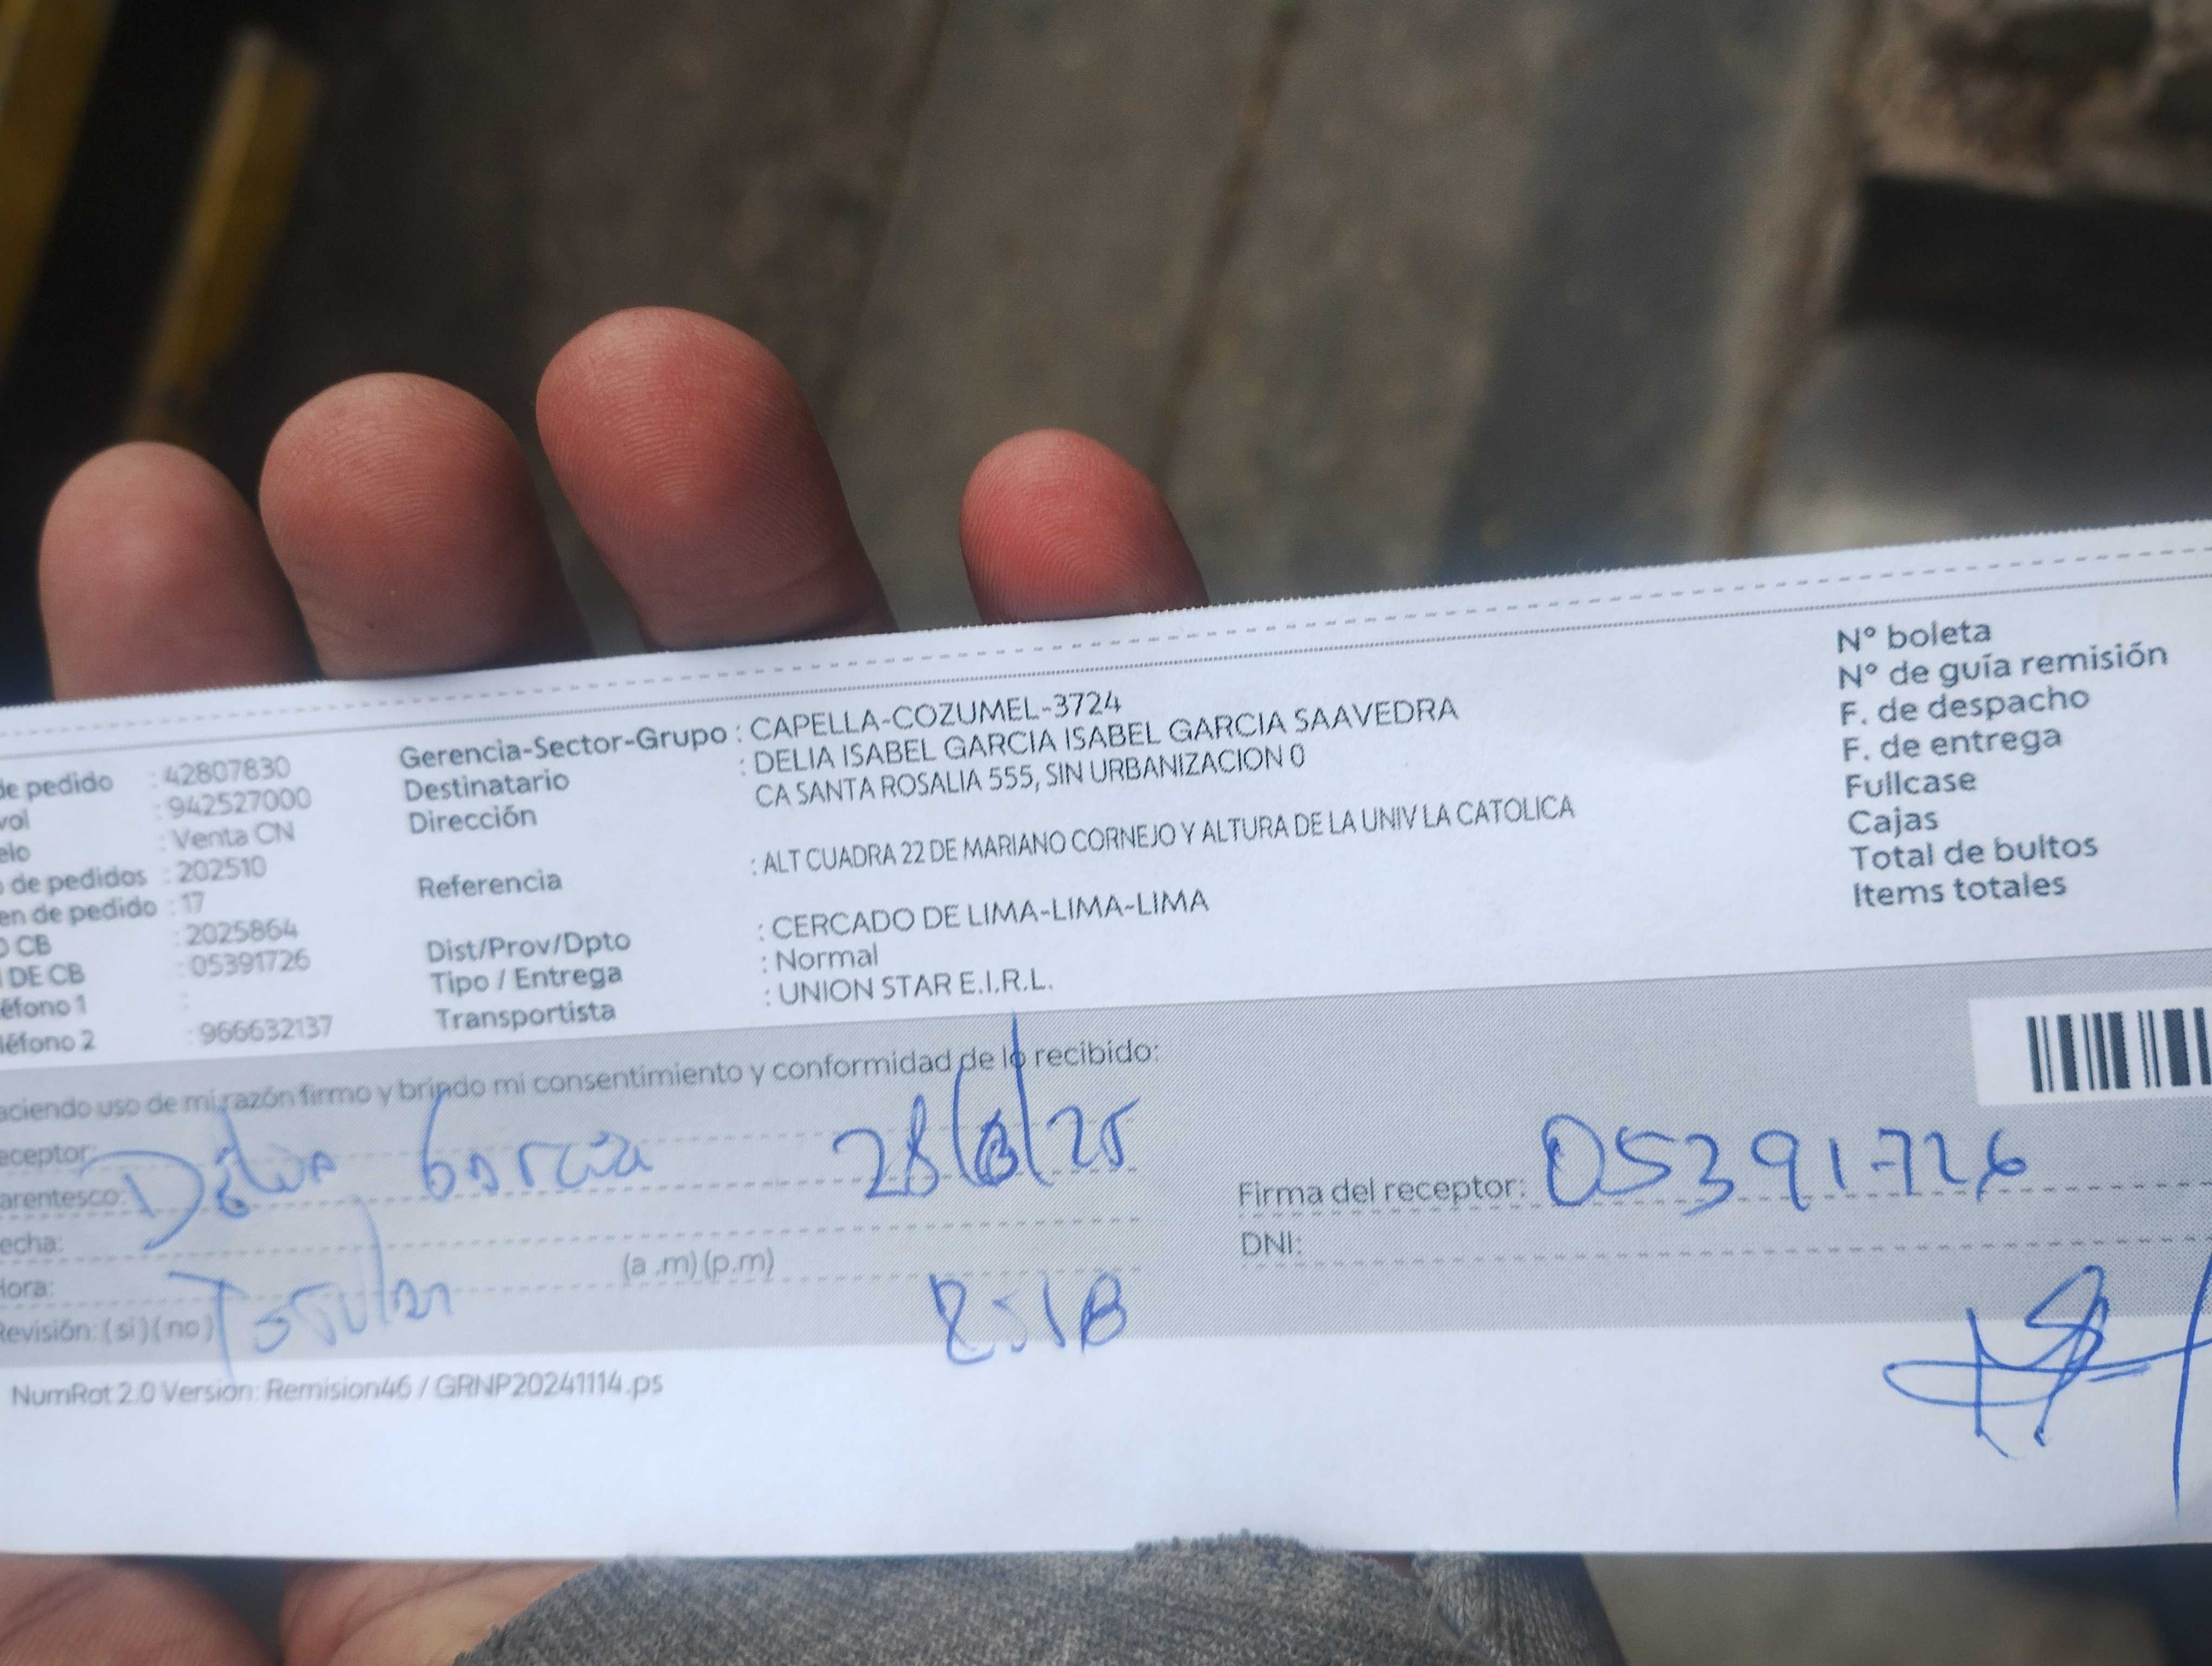 de pedido : 42807830
vol : 942527000
elo : Venta CN
o de pedidos : 202510
en de pedido : 17
O CB : 2025864
I DE CB : 05391726
éfono 1 :
léfono 2 : 966632137
Gerencia-Sector-Grupo : CAPELLA-COZUMEL-3724
Destinatario : DELIA ISABEL GARCIA ISABEL GARCIA SAAVEDRA
Dirección CA SANTA ROSALIA 555, SIN URBANIZACION 0
Referencia : ALT CUADRA 22 DE MARIANO CORNEJO Y ALTURA DE LA UNIV LA CATOLICA
Dist/Prov/Dpto : CERCADO DE LIMA-LIMA-LIMA
Tipo / Entrega : Normal
Transportista : UNION STAR E.I.R.L.
Nº boleta
Nº de guía remisión
F. de despacho
F. de entrega
Fullcase
Cajas
Total de bultos
Items totales
aciendo uso de mi razón firmo y brindo mi consentimiento y conformidad de lo recibido:
eceptor: Garcia
arentesco:
echa:
Hora: (a .m) (p.m)
Revisión: (si) (no)
Firma del receptor: 05391726
DNI:
NumRot 2.0 Version: Remision46 / GRNP20241114.ps